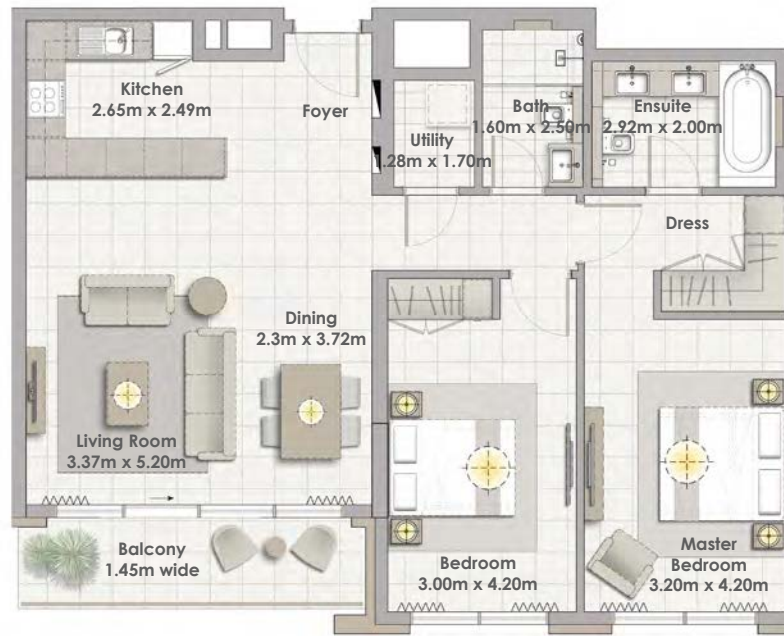 Kitchen
2.65m x 2.49m
Foyer
Utility
1.28m x 1.70m
Bath
1.60m x 2.50m
Ensuite
2.92m x 2.00m
Dress
Dining
2.3m x 3.72m
Living Room
3.37m x 5.20m
Balcony
1.45m wide
Bedroom
3.00m x 4.20m
Master
Bedroom
3.20m x 4.20m